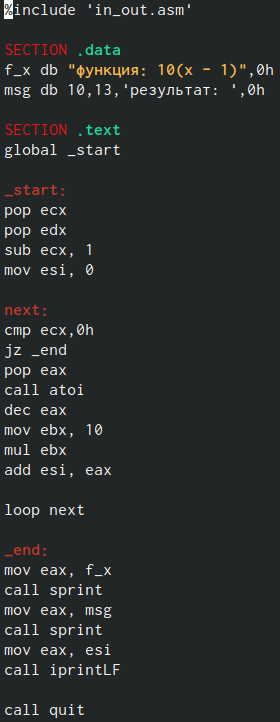 %include 'in_out.asm'
SECTION .data
f_x db "функция: 10(x - 1)",0h
msg db 10,13,'результат: ',0h
SECTION .text
global _start
_start:
pop ecx
pop edx
sub ecx, 1
mov esi, 0
next:
cmp ecx,0h
jz _end
pop eax
call atoi
dec eax
mov ebx, 10
mul ebx
add esi, eax
loop next
_end:
mov eax, f_x
call sprint
mov eax, msg
call sprint
mov eax, esi
call iprintLF
call quit